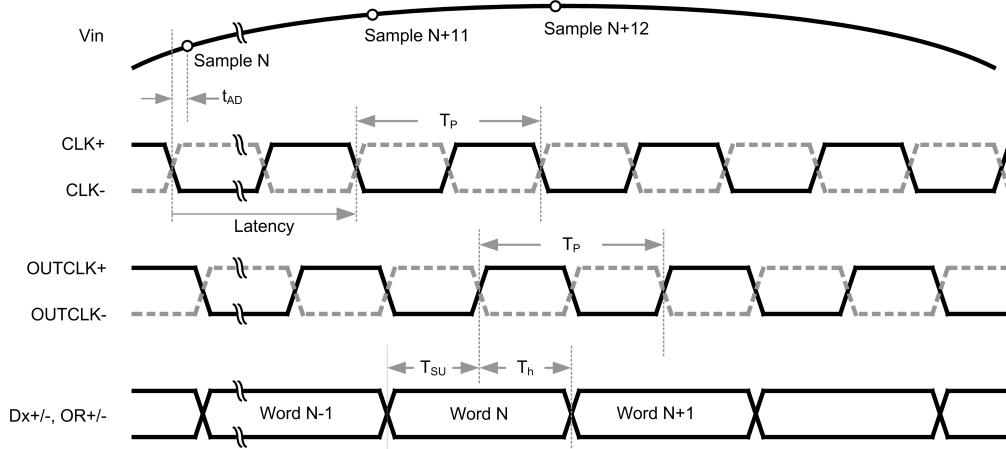 Vin
Sample N
Sample N+11
Sample N+12
tAD
TP
CLK+
CLK-
Latency
TP
OUTCLK+
OUTCLK-
TSU
Th
Dx+/-, OR+/-
Word N-1
Word N
Word N+1